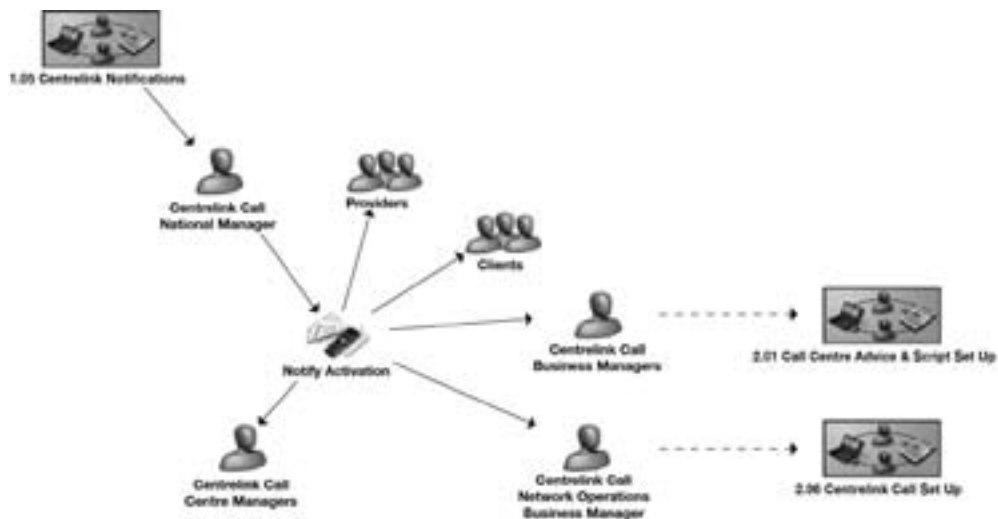 1.05 Centrelink Notifications
Centrelink Call
National Manager
Providers
Clients
Notify Activation
Centrelink Call
Business Managers
2.01 Call Centre Advice & Script Set Up
Centrelink Call
Centre Managers
Centrelink Call
Network Operations
Business Manager
2.06 Centrelink Call Set Up